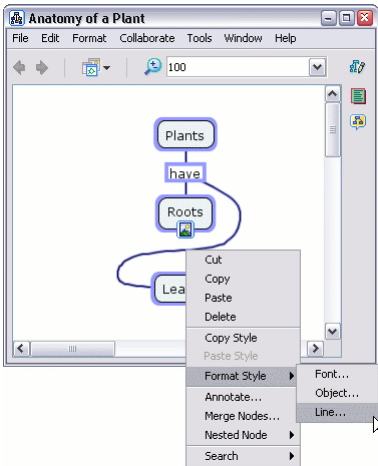 Anatomy of a Plant
File Edit Format Collaborate Tools Window Help
100
Plants
have
Roots
Lea
Cut
Copy
Paste
Delete
Copy Style
Paste Style
Format Style
Font...
Object...
Line...
Annotate...
Merge Nodes...
Nested Node
Search